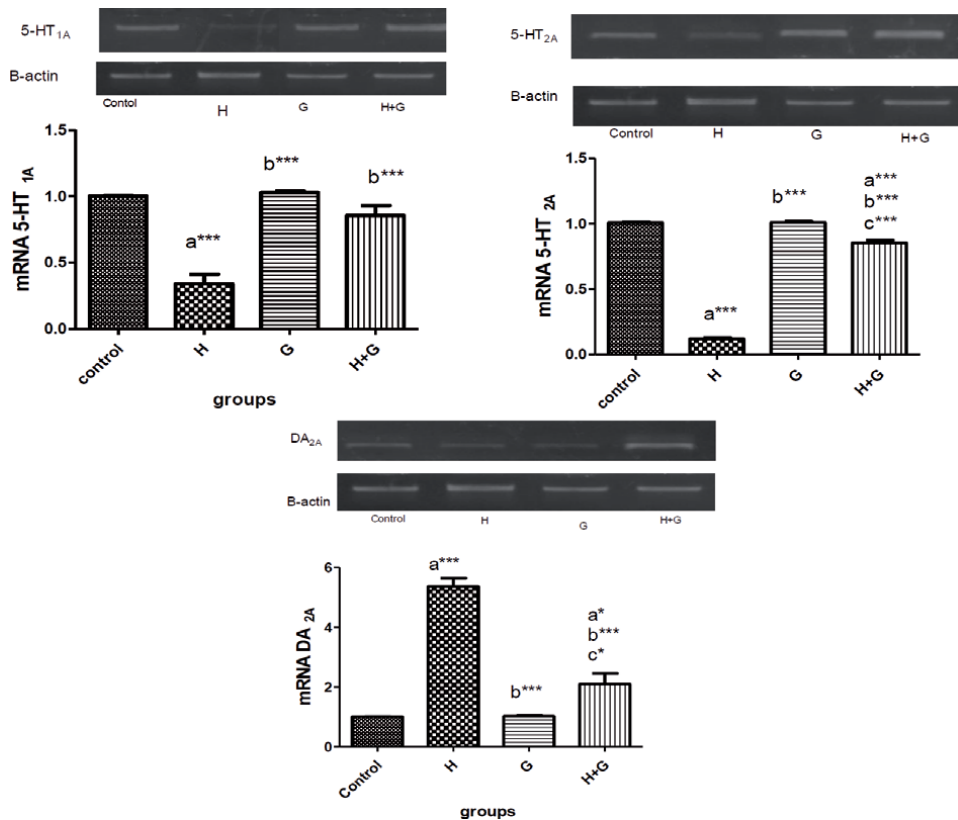 5-HT1A
B-actin
Contol H G H+G
1.5
1.0
0.5
0.0
mRNA 5-HT 1A
a***
b***
b***
control H G H+G
groups
5-HT2A
B-actin
Control H G H+G
1.5
1.0
0.5
0.0
mRNA 5-HT 2A
a***
b***
a***
b***
c***
control H G H+G
DA2A
B-actin
Control H G H+G
6
4
2
0
mRNA DA 2A
a***
b***
a*
b***
c*
Control H G H+G
groups